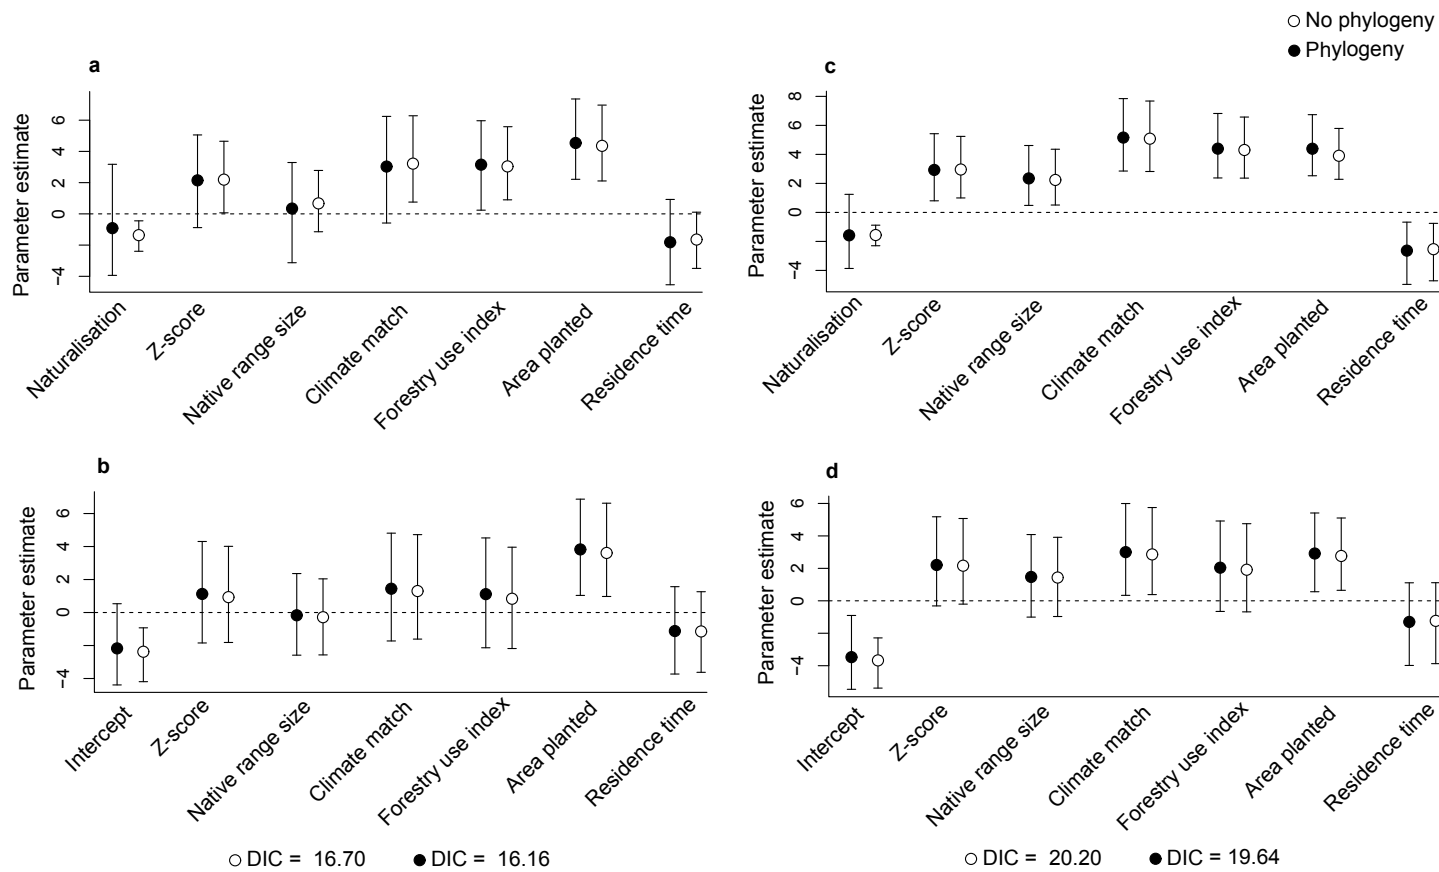 No phylogeny
Phylogeny
a
Parameter estimate
6
4
2
0
−4
Naturalisation
Z-score
Native range size
Climate match
Forestry use index
Area planted
Residence time
c
Parameter estimate
8
6
4
2
0
−4
Naturalisation
Z-score
Native range size
Climate match
Forestry use index
Area planted
Residence time
b
Parameter estimate
6
4
2
0
−4
Intercept
Z-score
Native range size
Climate match
Forestry use index
Area planted
Residence time
DIC = 16.70 DIC = 16.16
d
Parameter estimate
6
4
2
0
−4
Intercept
Z-score
Native range size
Climate match
Forestry use index
Area planted
Residence time
DIC = 20.20 DIC = 19.64